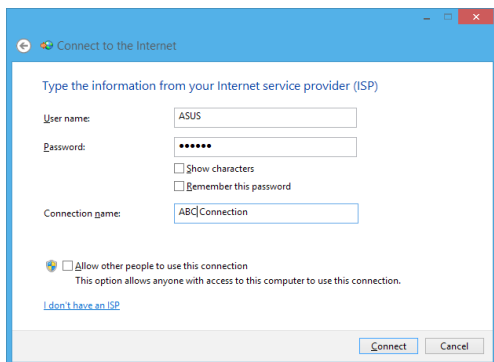 Connect to the Internet
Type the information from your Internet service provider (ISP)
User name: ASUS
Password: ••••••
Show characters
Remember this password
Connection name: ABC Connection
Allow other people to use this connection
This option allows anyone with access to this computer to use this connection.
I don't have an ISP
Connect Cancel